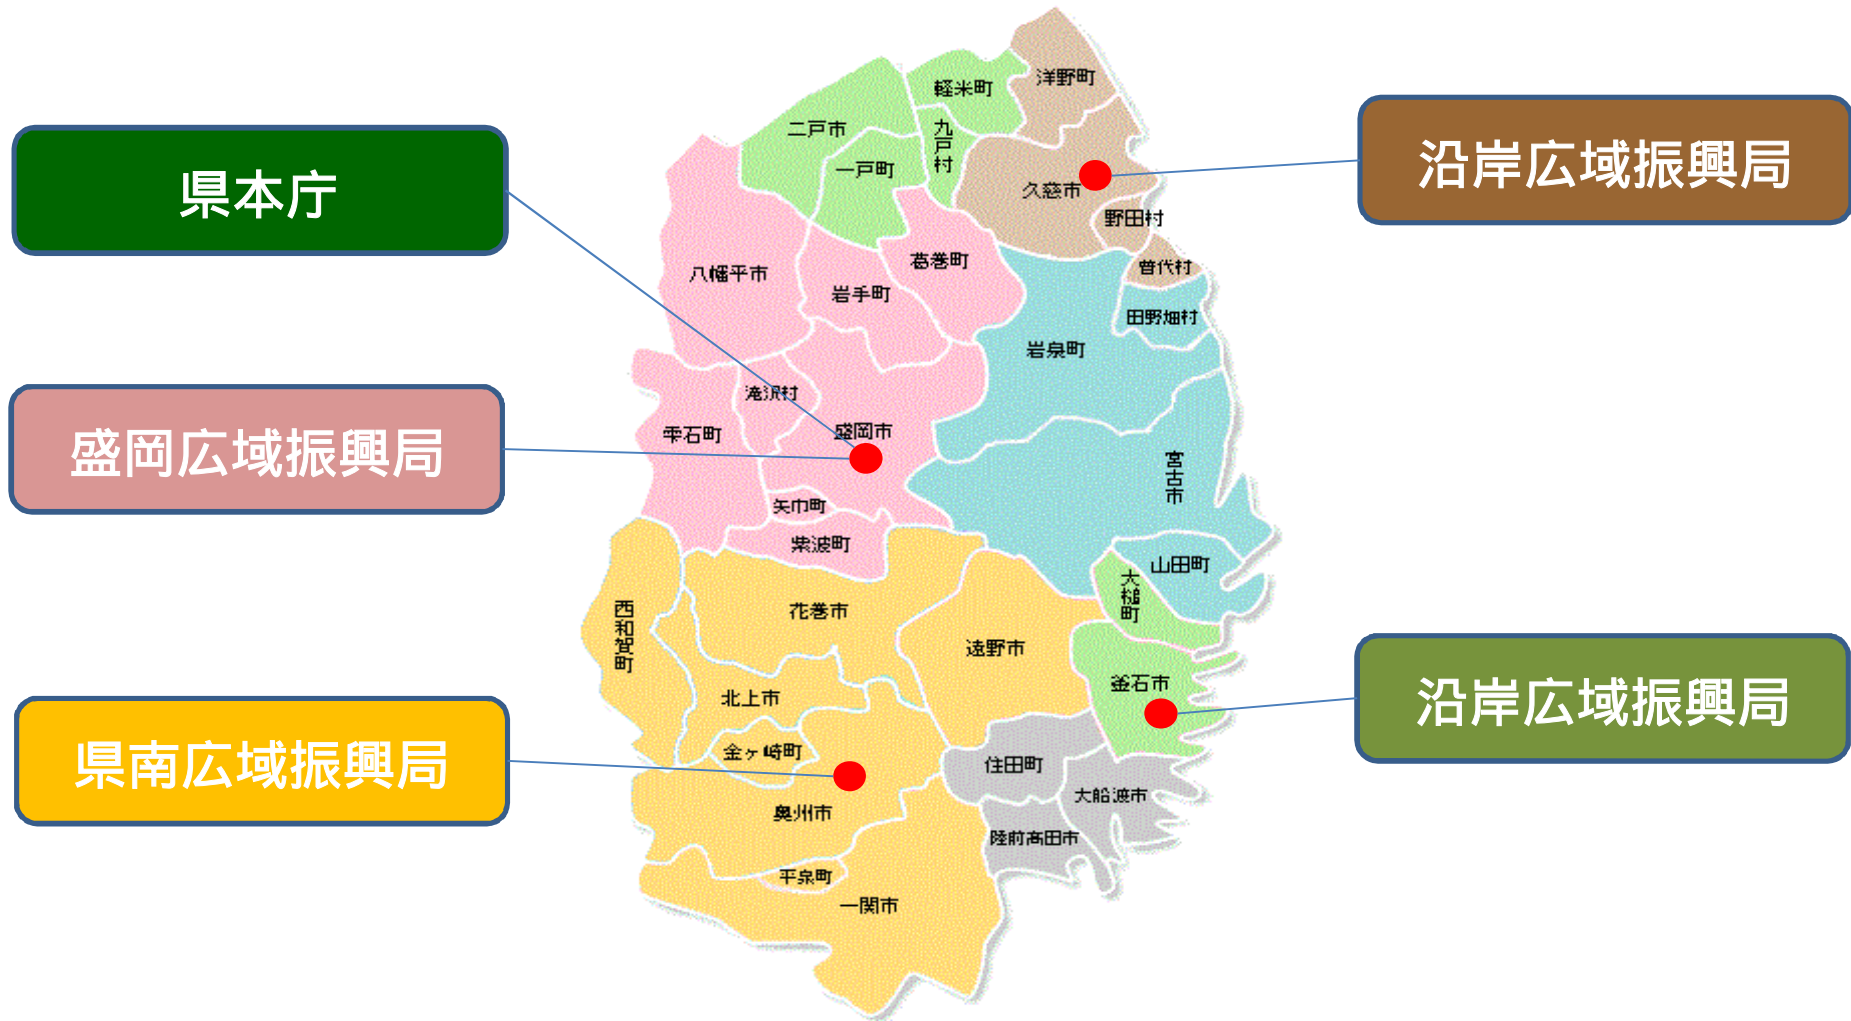 県本庁
盛岡広域振興局
県南広域振興局
沿岸広域振興局
沿岸広域振興局
洋野町
軽米町
二戸市
九戸村
一戸町
久慈市
野田村
普代村
葛巻町
八幡平市
岩手町
田野畑村
岩泉町
滝沢村
雫石町
盛岡市
宮古市
矢巾町
紫波町
山田町
大槌町
花巻市
西和賀町
遠野市
釜石市
北上市
金ヶ崎町
住田町
大船渡市
奥州市
陸前高田市
平泉町
一関市